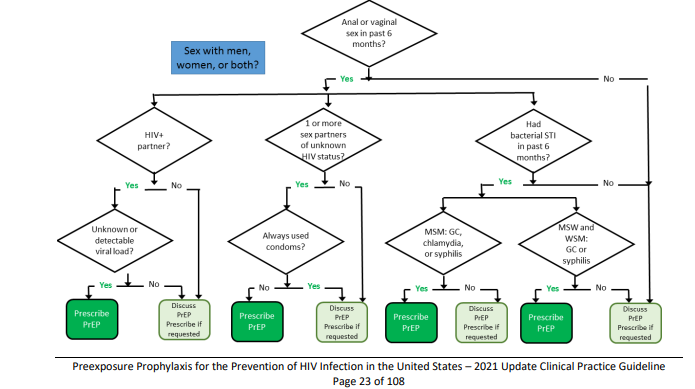 Anal or vaginal
sex in past 6
months?
Sex with men,
women, or both?
Yes
No
HIV+
partner?
1 or more
sex partners
of unknown
HIV status?
Had
bacterial STI
in past 6
months?
Yes
No
Yes
No
Yes
No
Unknown or
detectable
viral load?
Always used
condoms?
MSM: GC,
chlamydia,
or syphilis
MSW and
WSM:
GC or
syphilis
Yes
No
No
Yes
Yes
No
Yes
No
Prescribe
PrEP
Discuss
PrEP
Prescribe if
requested
Prescribe
PrEP
Discuss
PrEP
Prescribe if
requested
Prescribe
PrEP
Discuss
PrEP
Prescribe if
requested
Prescribe
PrEP
Discuss
PrEP
Prescribe if
requested
Preexposure Prophylaxis for the Prevention of HIV Infection in the United States – 2021 Update Clinical Practice Guideline
Page 23 of 108